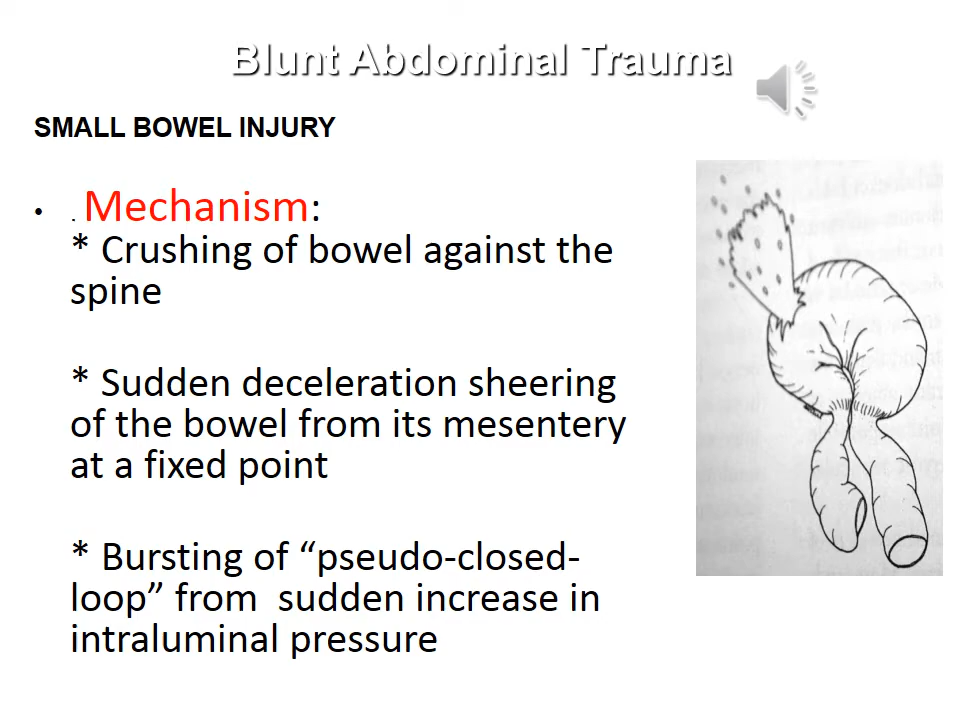 Blunt Abdominal Trauma
SMALL BOWEL INJURY
• . Mechanism:
* Crushing of bowel against the
spine
* Sudden deceleration sheering
of the bowel from its mesentery
at a fixed point
* Bursting of “pseudo-closed-
loop” from sudden increase in
intraluminal pressure